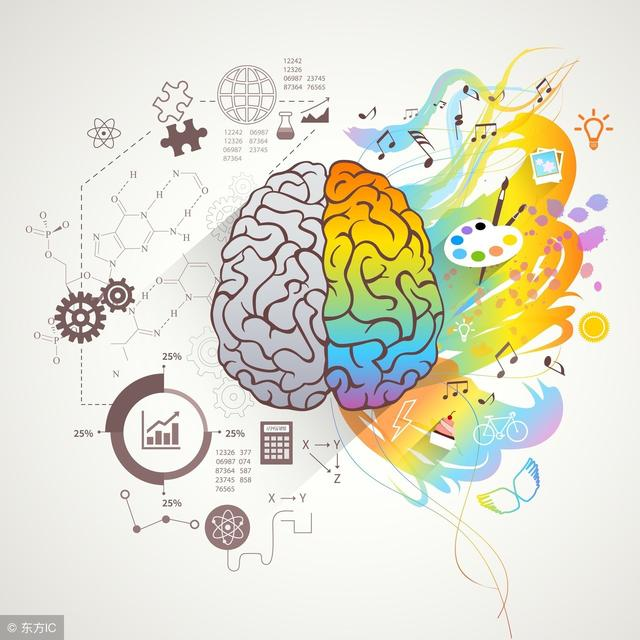 12242
12326
06987 23745
87364 76565
12242 06987
12326 87364
06987 23745
87364
H
N
O
N
H
N
N
N
N
H
H
O
O
P
O
O
O
N
H
H
O
P
O
N
H
N
25%
25%
25%
25%
12326 377
06987 074
87364 587
23745 858
76565
X → Y
Z
X → Y
© 东方IC